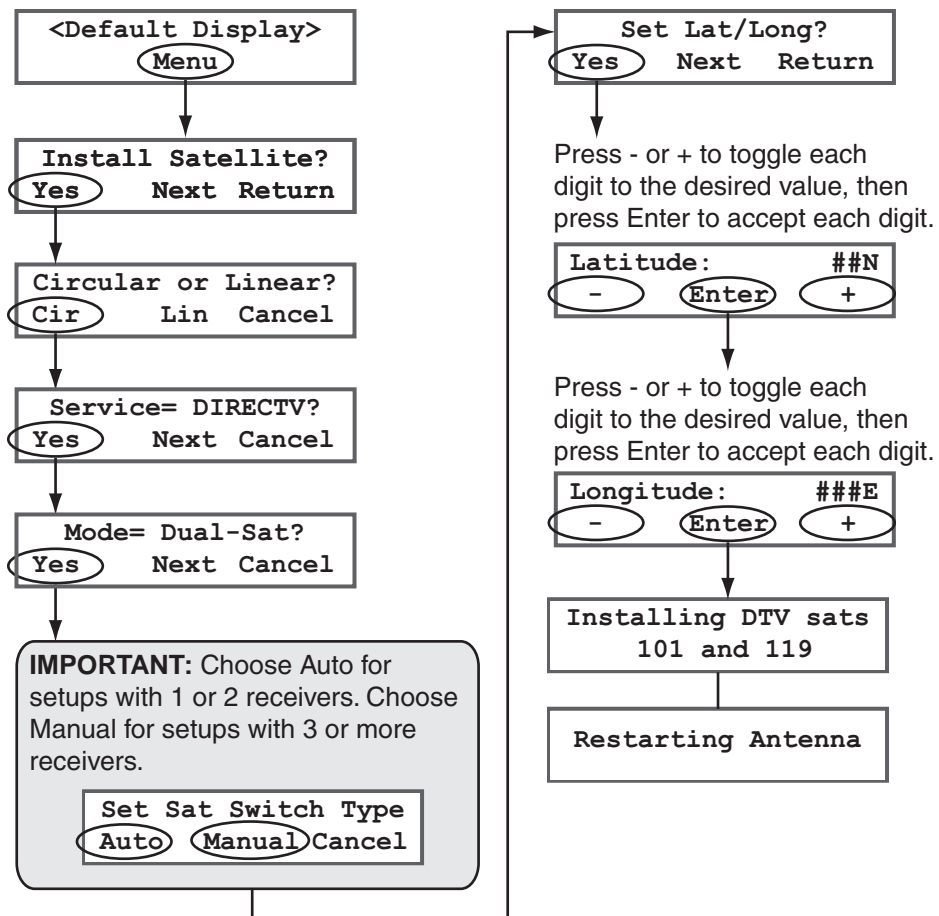 <Default Display>
Menu
Install Satellite?
Yes Next Return
Circular or Linear?
Cir Lin Cancel
Service= DIRECTV?
Yes Next Cancel
Mode= Dual-Sat?
Yes Next Cancel
IMPORTANT: Choose Auto for
setups with 1 or 2 receivers. Choose
Manual for setups with 3 or more
receivers.
Set Sat Switch Type
Auto Manual Cancel
Set Lat/Long?
Yes Next Return
Press - or + to toggle each
digit to the desired value, then
press Enter to accept each digit.
Latitude: ##N
- Enter +
Press - or + to toggle each
digit to the desired value, then
press Enter to accept each digit.
Longitude: ###E
- Enter +
Installing DTV sats
101 and 119
Restarting Antenna